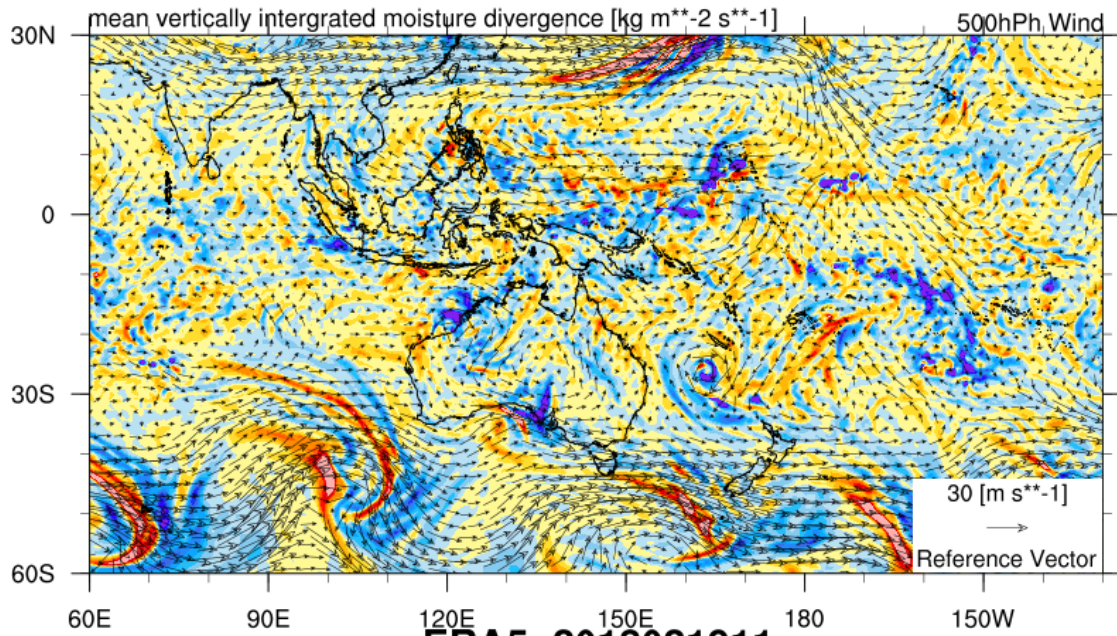 mean vertically intergrated moisture divergence [kg m**-2 s**-1] 500hPh Wind
30N
0
30S
60S
30 [m s**-1]
Reference Vector
60E 90E 120E 150E 180 150W